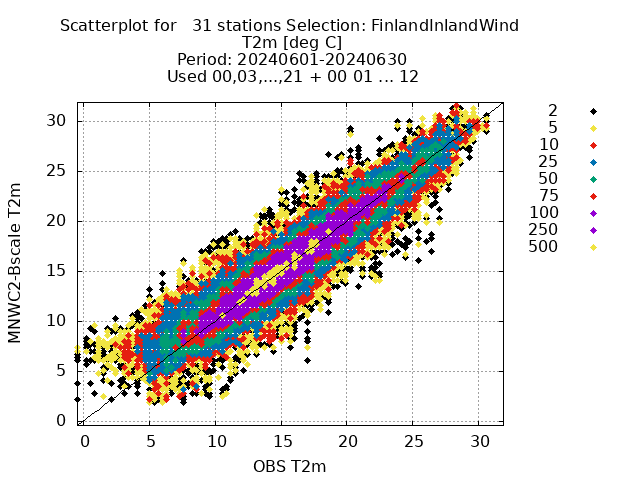 Scatterplot for   31 stations Selection: FinlandInlandWind
T2m [deg C]
Period: 20240601-20240630
Used 00,03,...,21 + 00 01 ... 12
2
5
10
25
50
75
100
250
500
30
25
20
15
10
5
0
MNWC2-Bscale T2m
0 5 10 15 20 25 30
OBS T2m